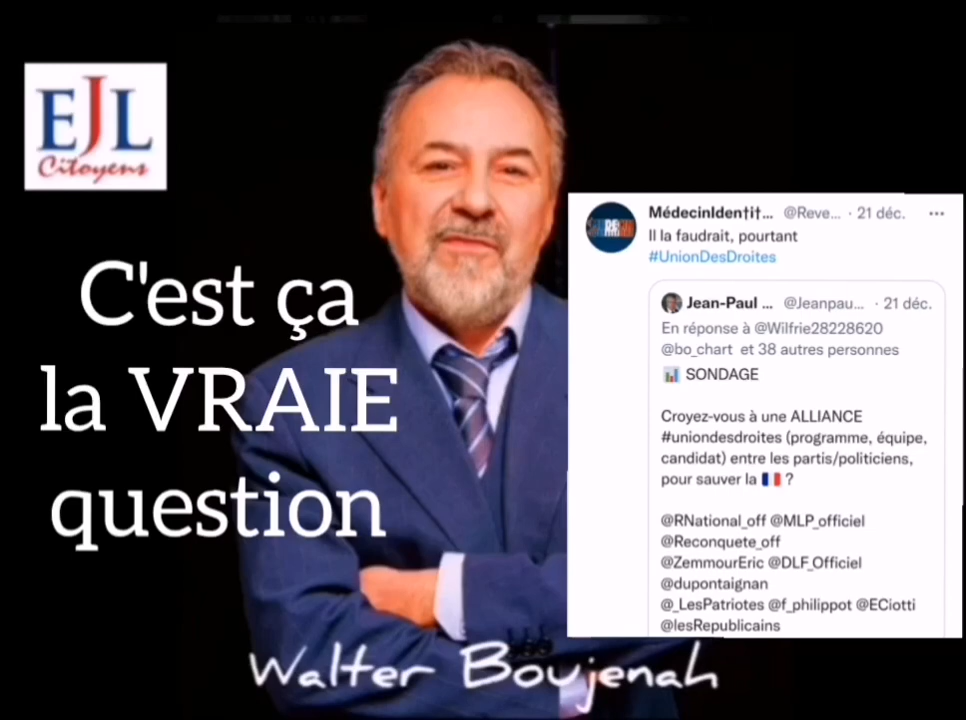 EJL
Citoyens
C'est ça
la VRAIE
question
MédecinIden†it... @Reve... · 21 déc. ...
Il la faudrait, pourtant
#UnionDesDroites
Jean-Paul ... @Jeanpau... · 21 déc.
En réponse à @Wilfrie28228620
@bo_chart et 38 autres personnes
📊 SONDAGE
Croyez-vous à une ALLIANCE
#uniondesdroites (programme, équipe,
candidat) entre les partis/politiciens,
pour sauver la 🇫🇷 ?
@RNational_off @MLP_officiel
@Reconquete_off
@ZemmourEric @DLF_Officiel
@dupontaignan
@_LesPatriotes @f_philippot @ECiotti
@lesRepublicains
Walter Boujenah